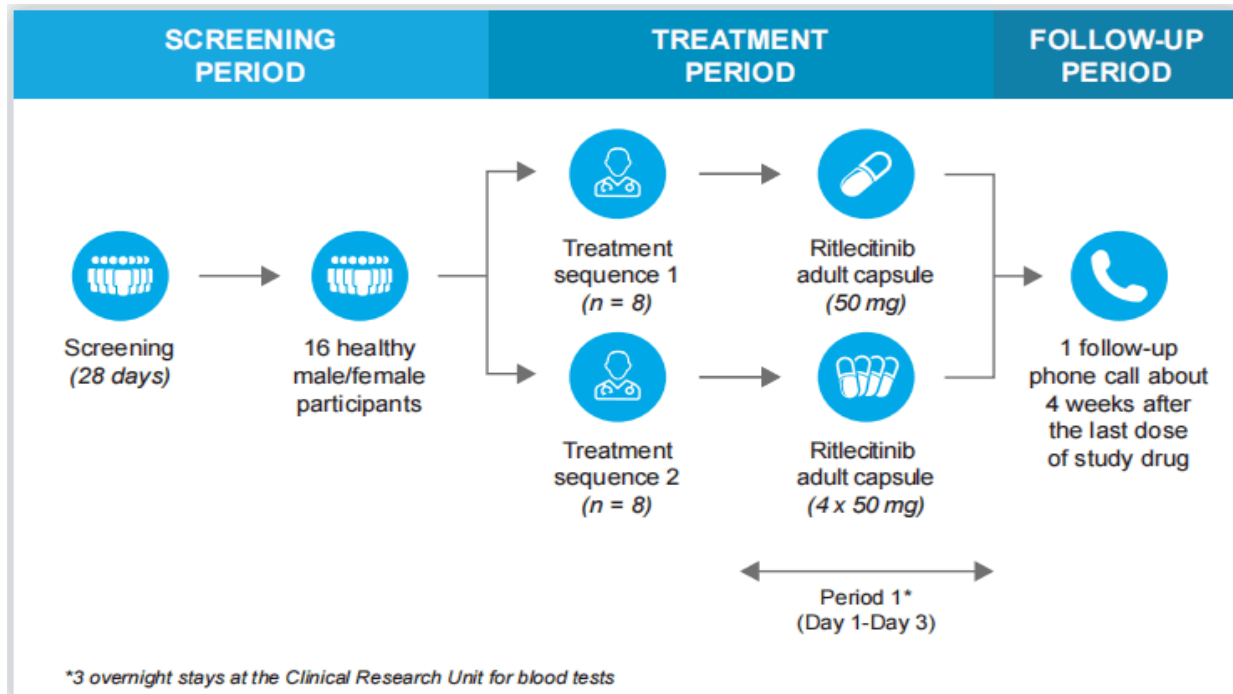 SCREENING
PERIOD
TREATMENT
PERIOD
FOLLOW-UP
PERIOD
Screening
(28 days)
16 healthy
male/female
participants
Treatment
sequence 1
(n = 8)
Ritlecitinib
adult capsule
(50 mg)
Treatment
sequence 2
(n = 8)
Ritlecitinib
adult capsule
(4 x 50 mg)
1 follow-up
phone call about
4 weeks after
the last dose
of study drug
Period 1*
(Day 1-Day 3)
*3 overnight stays at the Clinical Research Unit for blood tests